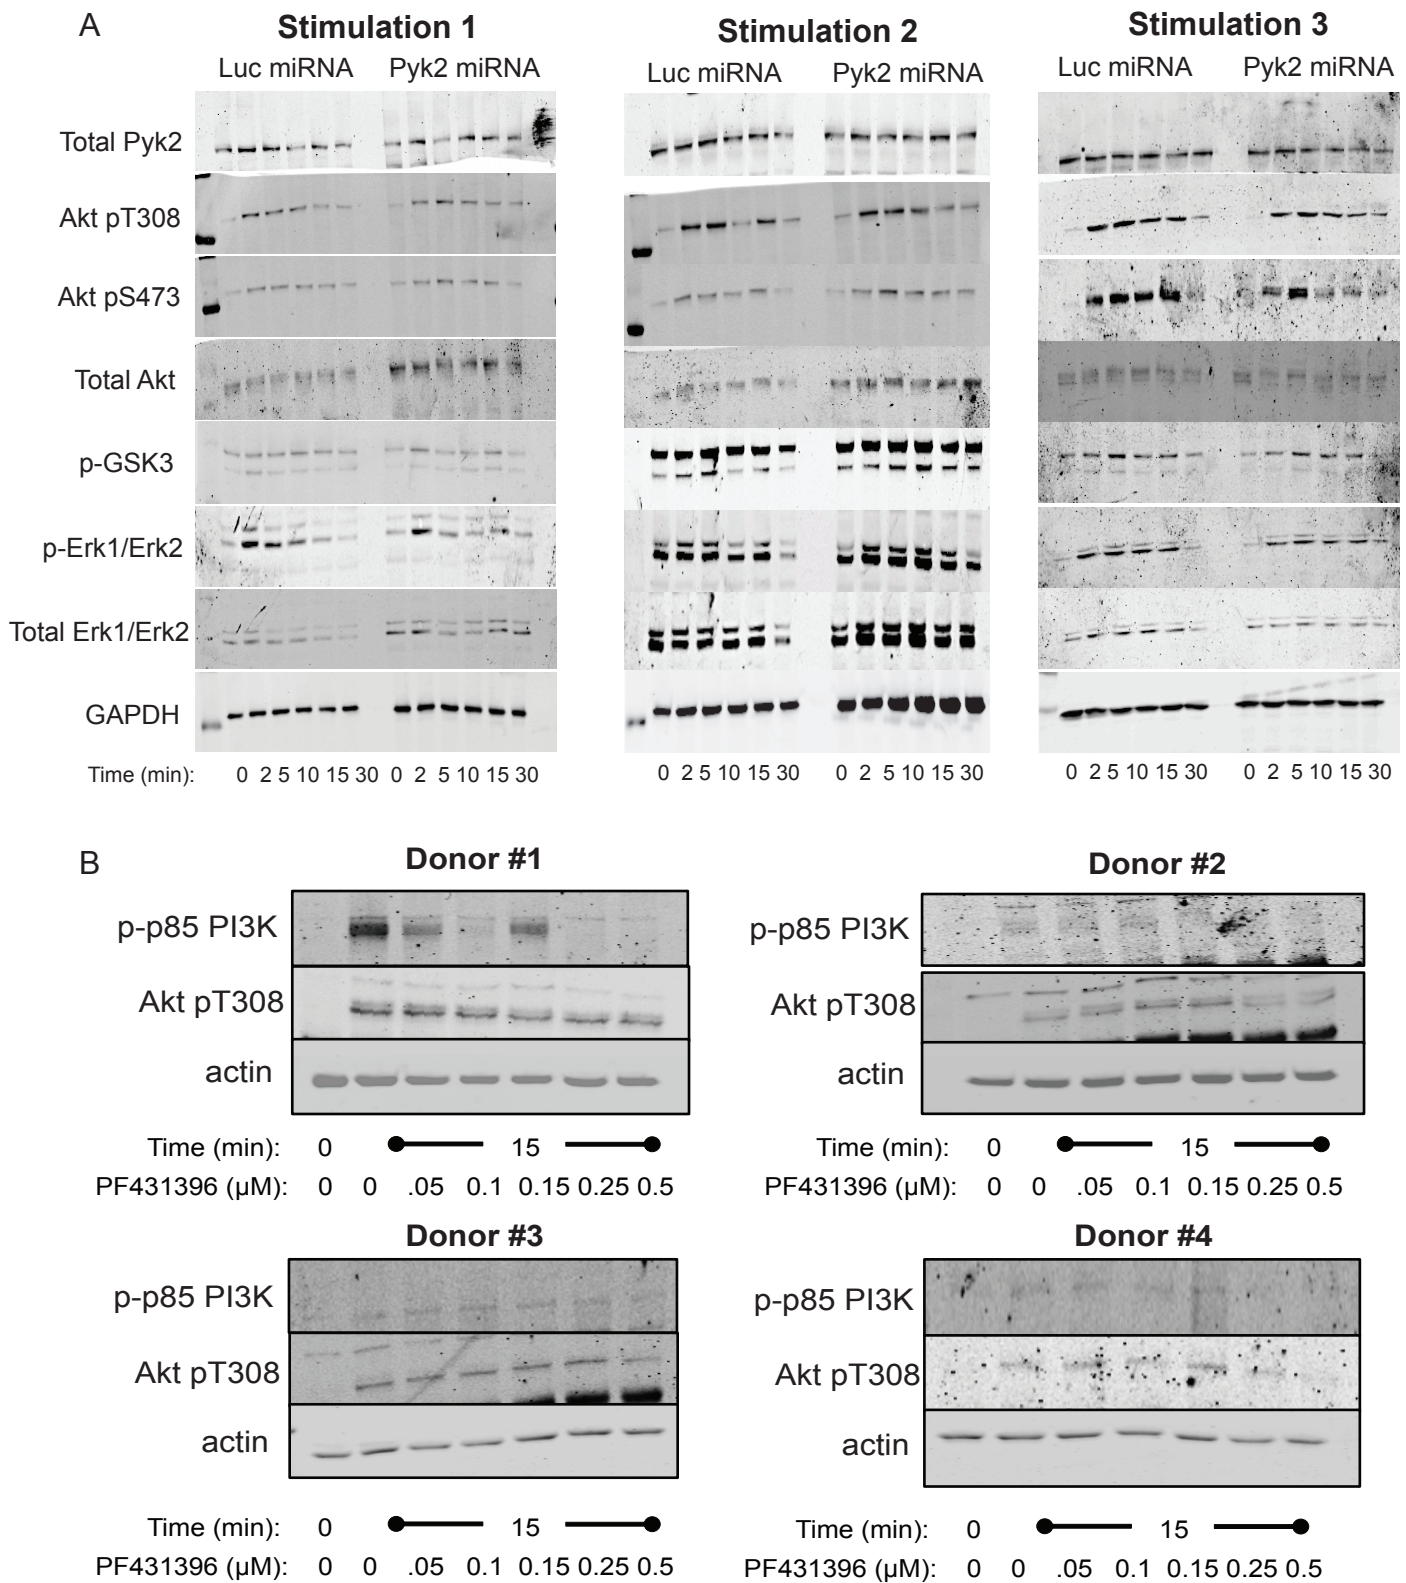 A
Stimulation 1 Stimulation 2 Stimulation 3
Luc miRNA Pyk2 miRNA Luc miRNA Pyk2 miRNA Luc miRNA Pyk2 miRNA
Total Pyk2
Akt pT308
Akt pS473
Total Akt
p-GSK3
p-Erk1/Erk2
Total Erk1/Erk2
GAPDH
Time (min): 0 2 5 10 15 30 0 2 5 10 15 30 0 2 5 10 15 30 0 2 5 10 15 30 0 2 5 10 15 30 0 2 5 10 15 30
B
Donor #1
p-p85 PI3K
Akt pT308
actin
Time (min): 0 15
PF431396 (µM): 0 0 .05 0.1 0.15 0.25 0.5
Donor #2
p-p85 PI3K
Akt pT308
actin
Time (min): 0 15
PF431396 (µM): 0 0 .05 0.1 0.15 0.25 0.5
Donor #3
p-p85 PI3K
Akt pT308
actin
Time (min): 0 15
PF431396 (µM): 0 0 .05 0.1 0.15 0.25 0.5
Donor #4
p-p85 PI3K
Akt pT308
actin
Time (min): 0 15
PF431396 (µM): 0 0 .05 0.1 0.15 0.25 0.5